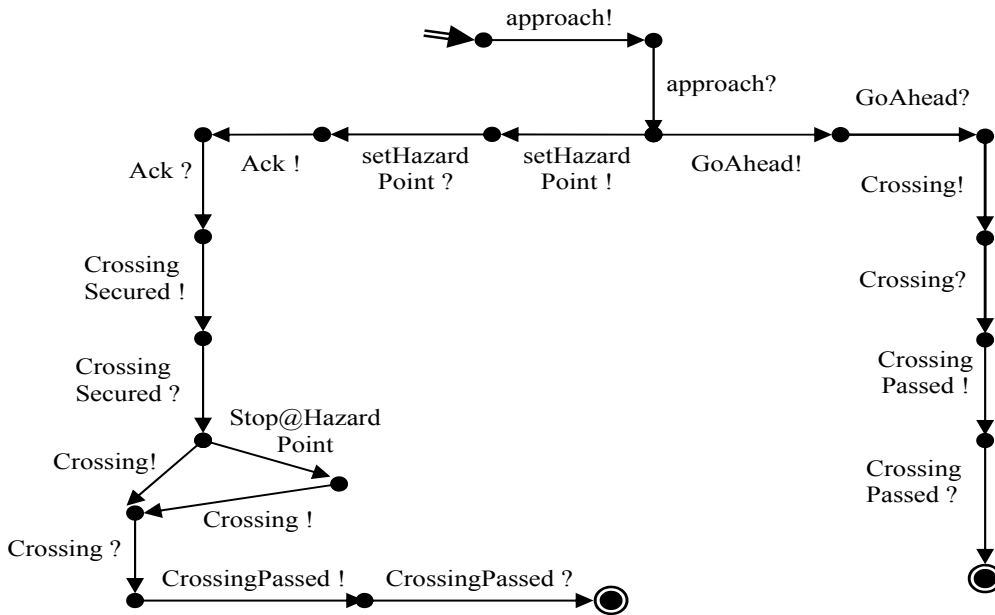 approach!
approach?
GoAhead?
Ack ?
Ack !
setHazard
Point ?
setHazard
Point !
GoAhead!
Crossing!
Crossing
Secured !
Crossing?
Crossing
Secured ?
Crossing
Passed !
Stop@Hazard
Point
Crossing!
Crossing
Passed ?
Crossing !
Crossing ?
CrossingPassed !
CrossingPassed ?